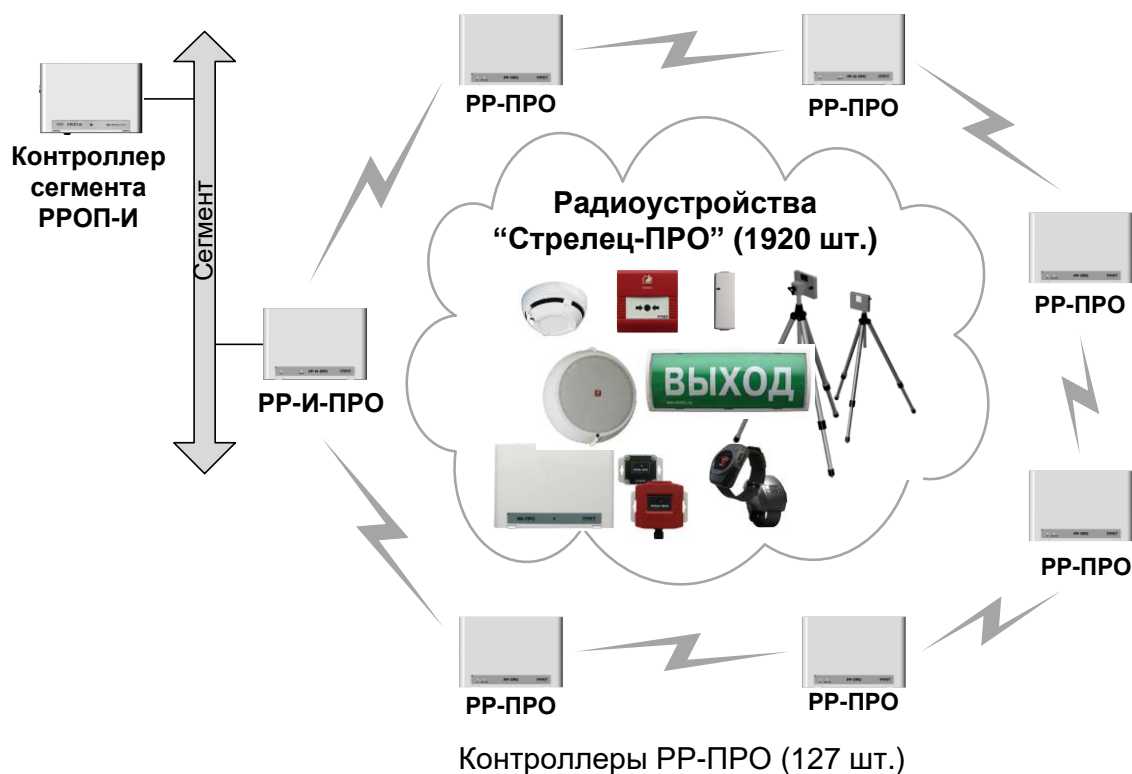 РР-ПРО
РР-ПРО
Контроллер
сегмента
РРОП-И
Сегмент
Радиоустройства
“Стрелец-ПРО” (1920 шт.)
РР-ПРО
ВЫХОД
РР-И-ПРО
РР-ПРО
РР-ПРО
РР-ПРО
Контроллеры РР-ПРО (127 шт.)